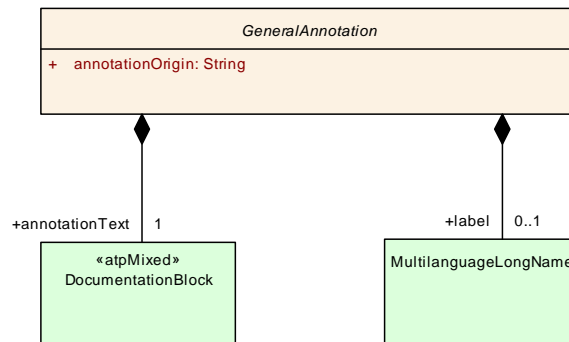 GeneralAnnotation
+ annotationOrigin: String
+annotationText 1
+label 0..1
«atpMixed»
DocumentationBlock
MultilanguageLongName